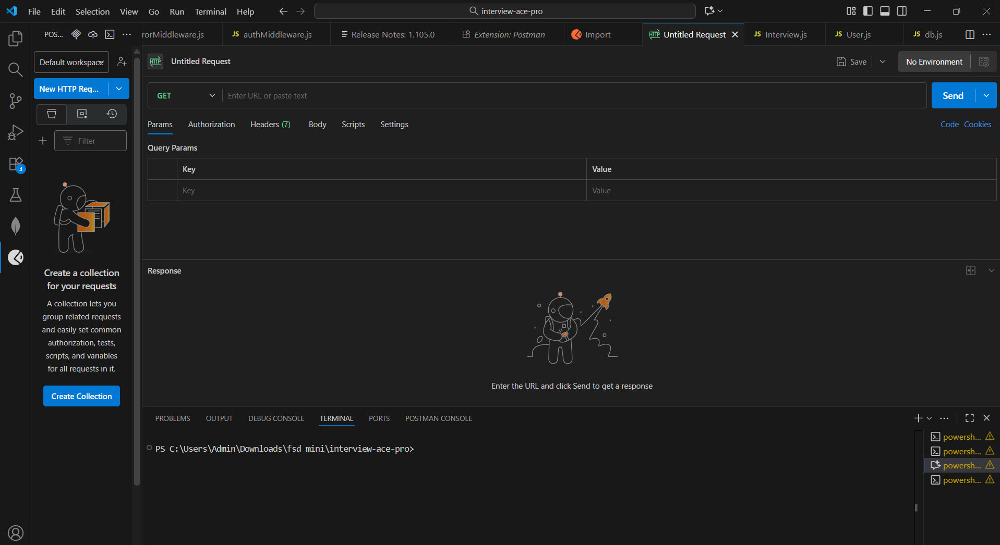 File Edit Selection View Go Run Terminal Help
interview-ace-pro
POS...
rorMiddleware.js
JS authMiddleware.js
Release Notes: 1.105.0
Extension: Postman
Import
HTTP Untitled Request
JS Interview.js
JS User.js
JS db.js
Default workspace
New HTTP Req...
Filter
3
Create a collection
for your requests
A collection lets you
group related requests
and easily set common
authorization, tests,
scripts, and variables
for all requests in it.
Create Collection
HTTP Untitled Request
Save
No Environment
GET
Enter URL or paste text
Send
Params Authorization Headers (7) Body Scripts Settings
Code Cookies
Query Params
Key Value
Key Value
Response
Enter the URL and click Send to get a response
PROBLEMS OUTPUT DEBUG CONSOLE TERMINAL PORTS POSTMAN CONSOLE
PS C:\Users\Admin\Downloads\fsd mini\interview-ace-pro>
powersh...
powersh...
powersh...
powersh...